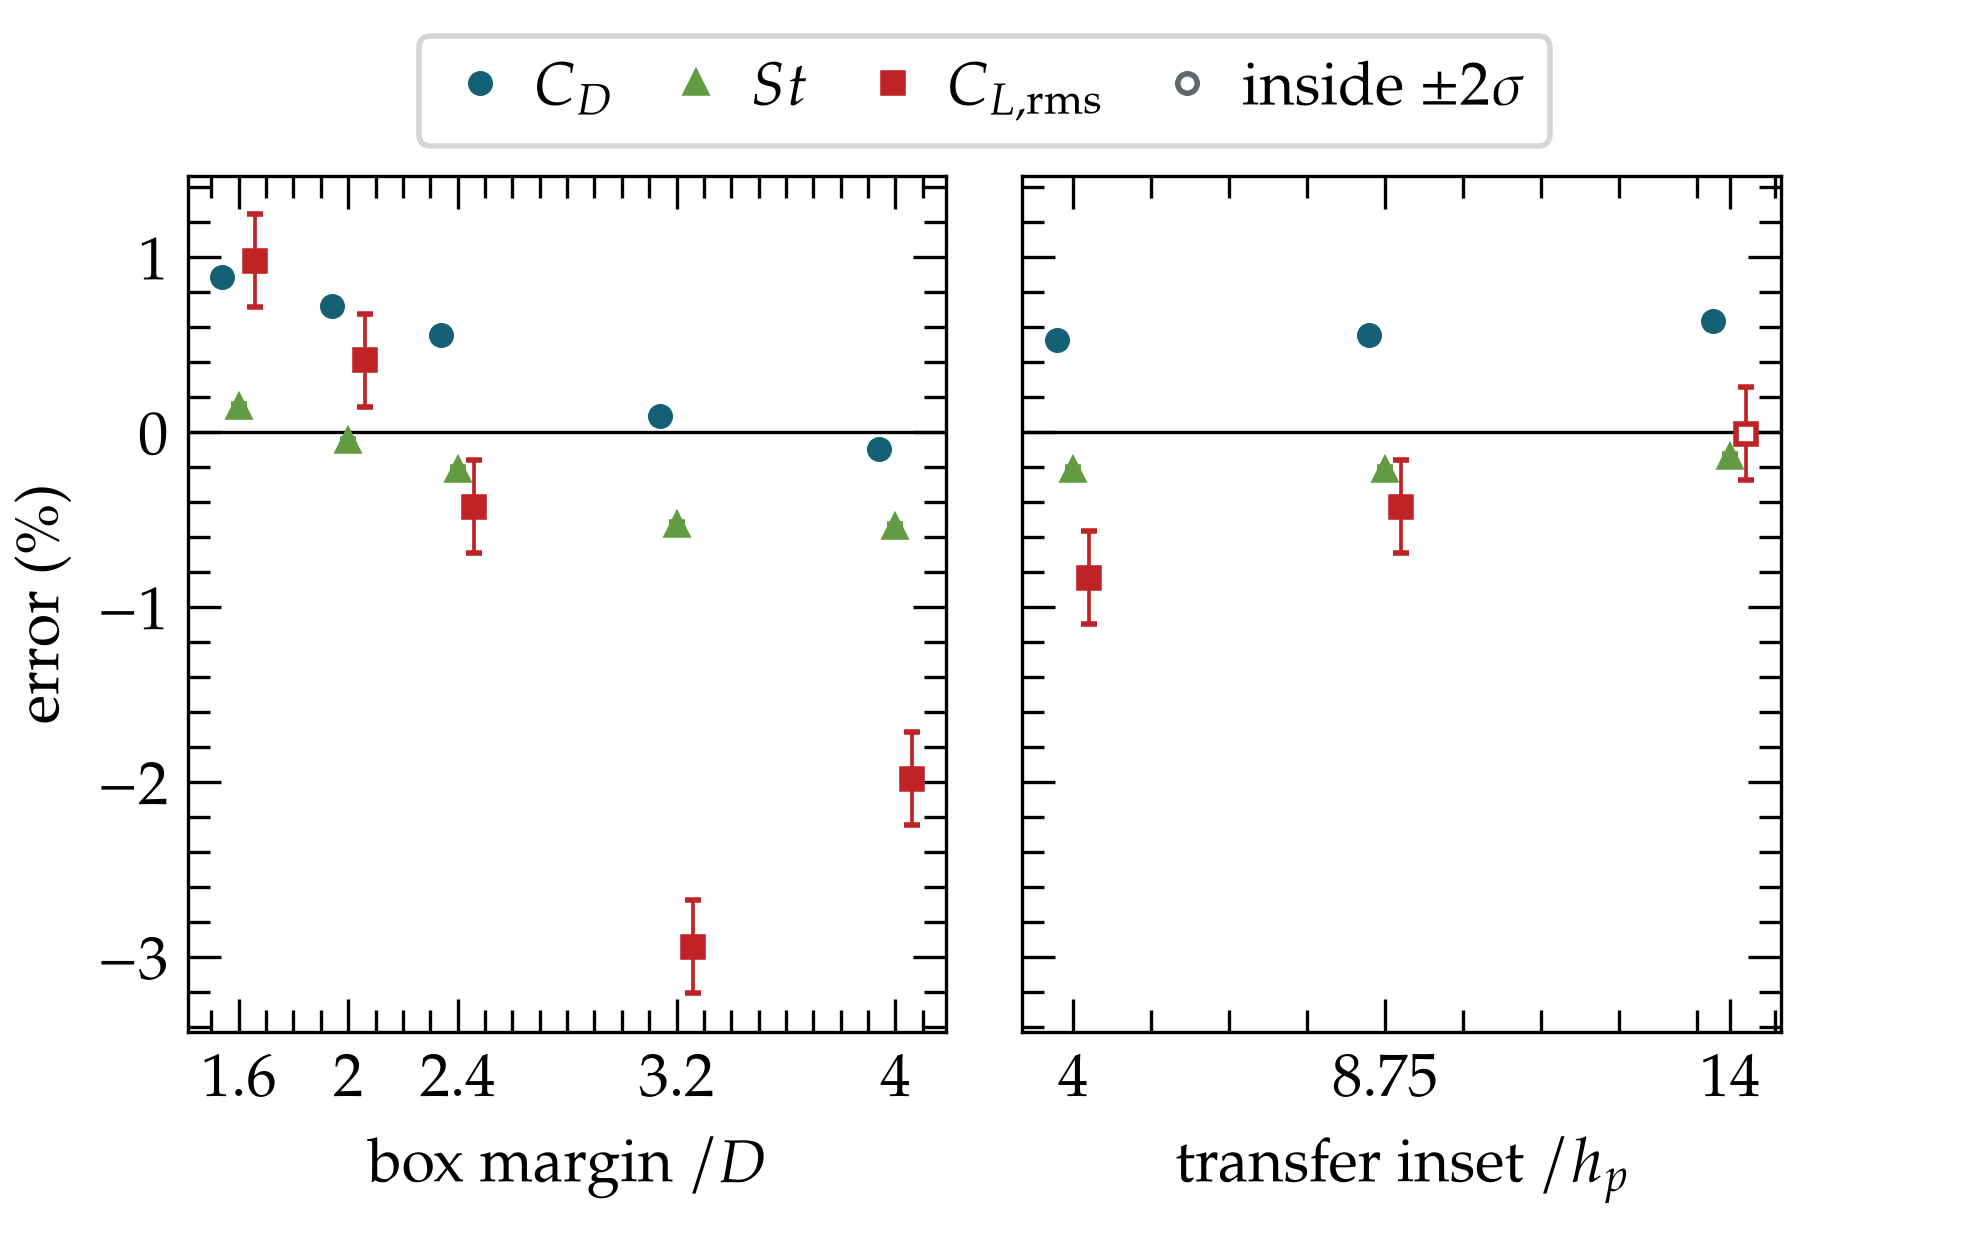 C_D St C_L,rms inside ±2σ
error (%)
1
0
−1
−2
−3
1.6 2 2.4 3.2 4
4 8.75 14
box margin /D
transfer inset /h_p